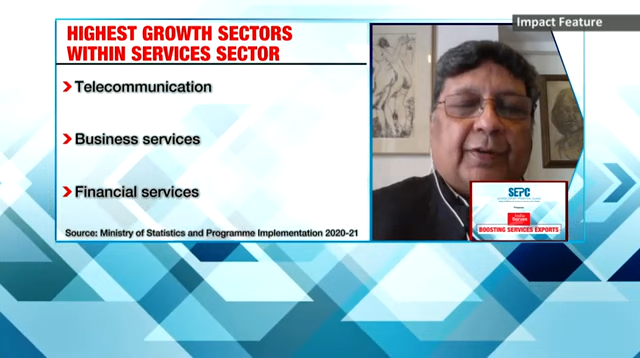 Impact Feature
HIGHEST GROWTH SECTORS
WITHIN SERVICES SECTOR
Telecommunication
Business services
Financial services
Source: Ministry of Statistics and Programme Implementation 2020-21
SEPC
BOOSTING SERVICES EXPORTS